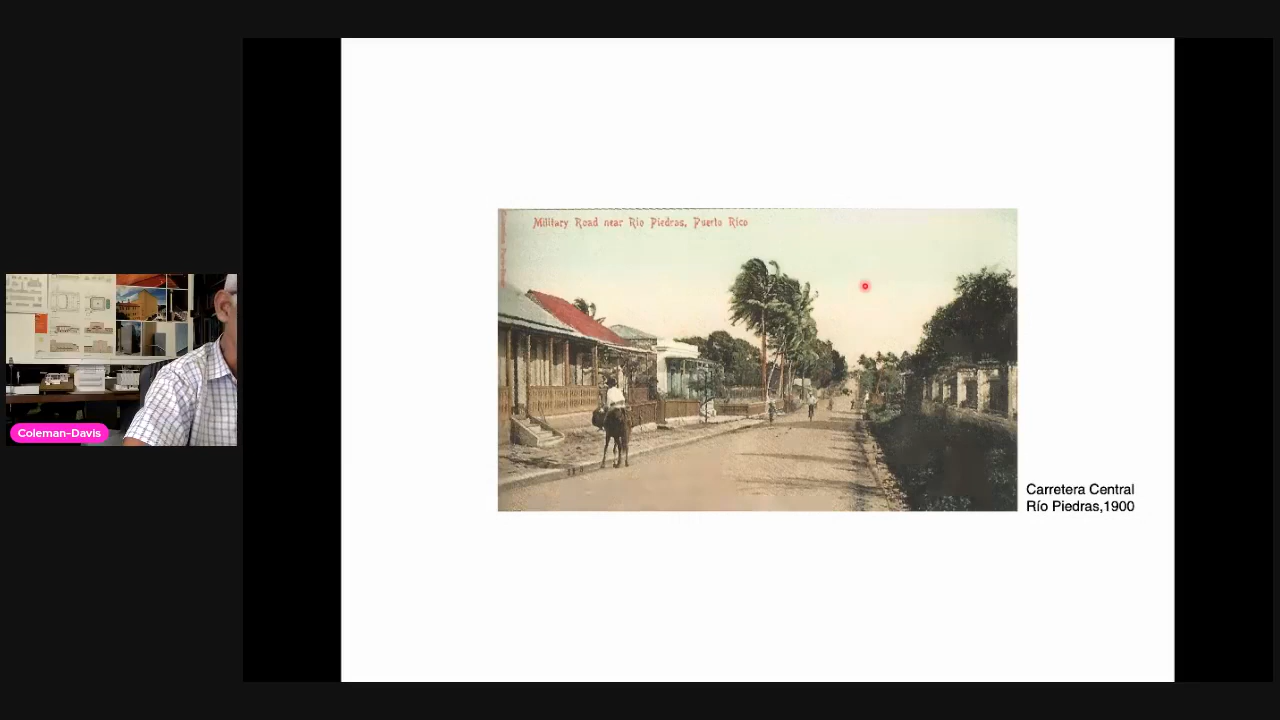 Military Road near Rio Piedras, Puerto Rico
Carretera Central
Río Piedras,1900
Coleman-Davis